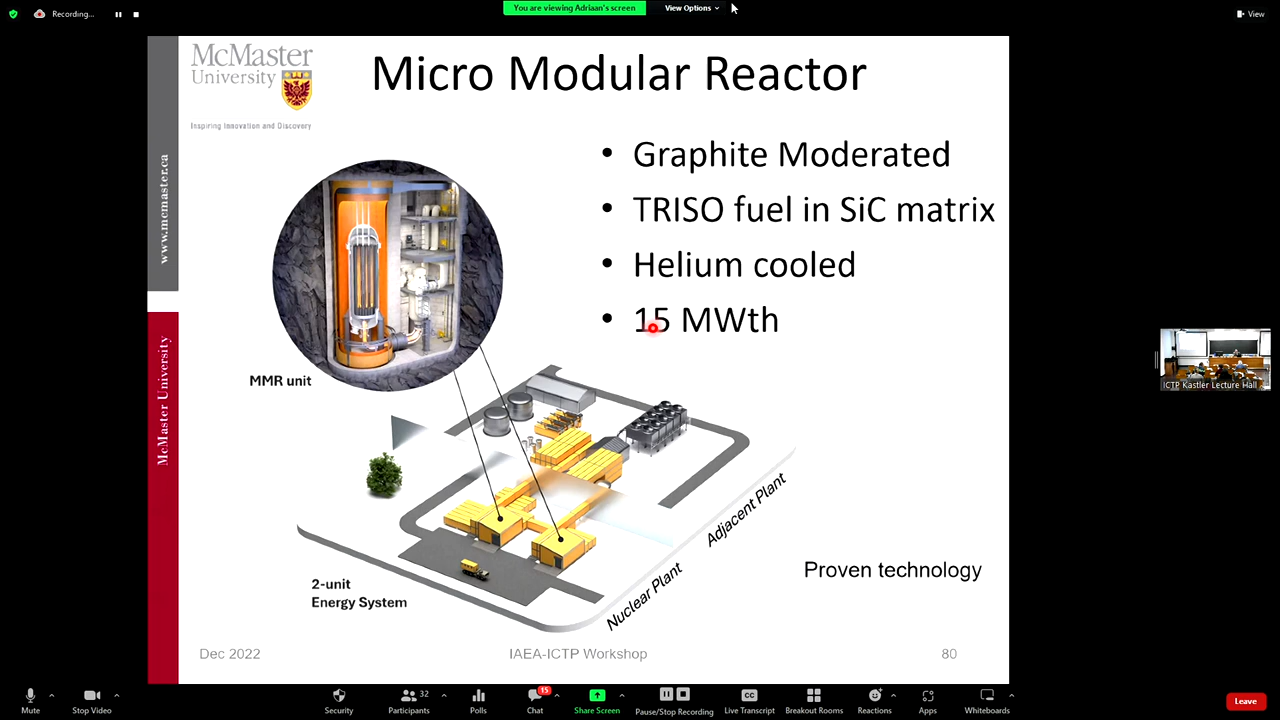 Recording...
You are viewing Adriaan's screen
View Options
View
McMaster
University
Inspiring Innovation and Discovery
www.mcmaster.ca
McMaster University
Micro Modular Reactor
• Graphite Moderated
• TRISO fuel in SiC matrix
• Helium cooled
• 15 MWth
MMR unit
2-unit
Energy System
Nuclear Plant
Adjacent Plant
Proven technology
Dec 2022
IAEA-ICTP Workshop
80
ICTP Kastler Lecture Hall
Mute
Stop Video
Security
32
Participants
Polls
15
Chat
Share Screen
Pause/Stop Recording
CC
Live Transcript
Breakout Rooms
Reactions
Apps
Whiteboards
Leave